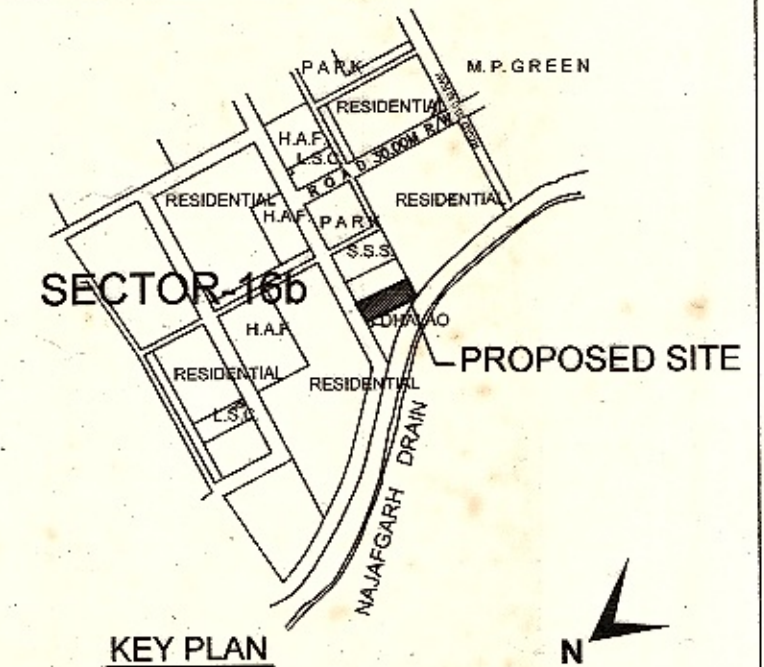 PARK
M.P.GREEN
RESIDENTIAL
H.A.F.
L.S.C.
ROAD 30.00M R/W
RESIDENTIAL
H.A.F.
PARK
RESIDENTIAL
S.S.S.
SECTOR-16b
DHALAO
H.A.F
PROPOSED SITE
RESIDENTIAL
RESIDENTIAL
L.S.C.
NAJAFGARH DRAIN
KEY PLAN
N